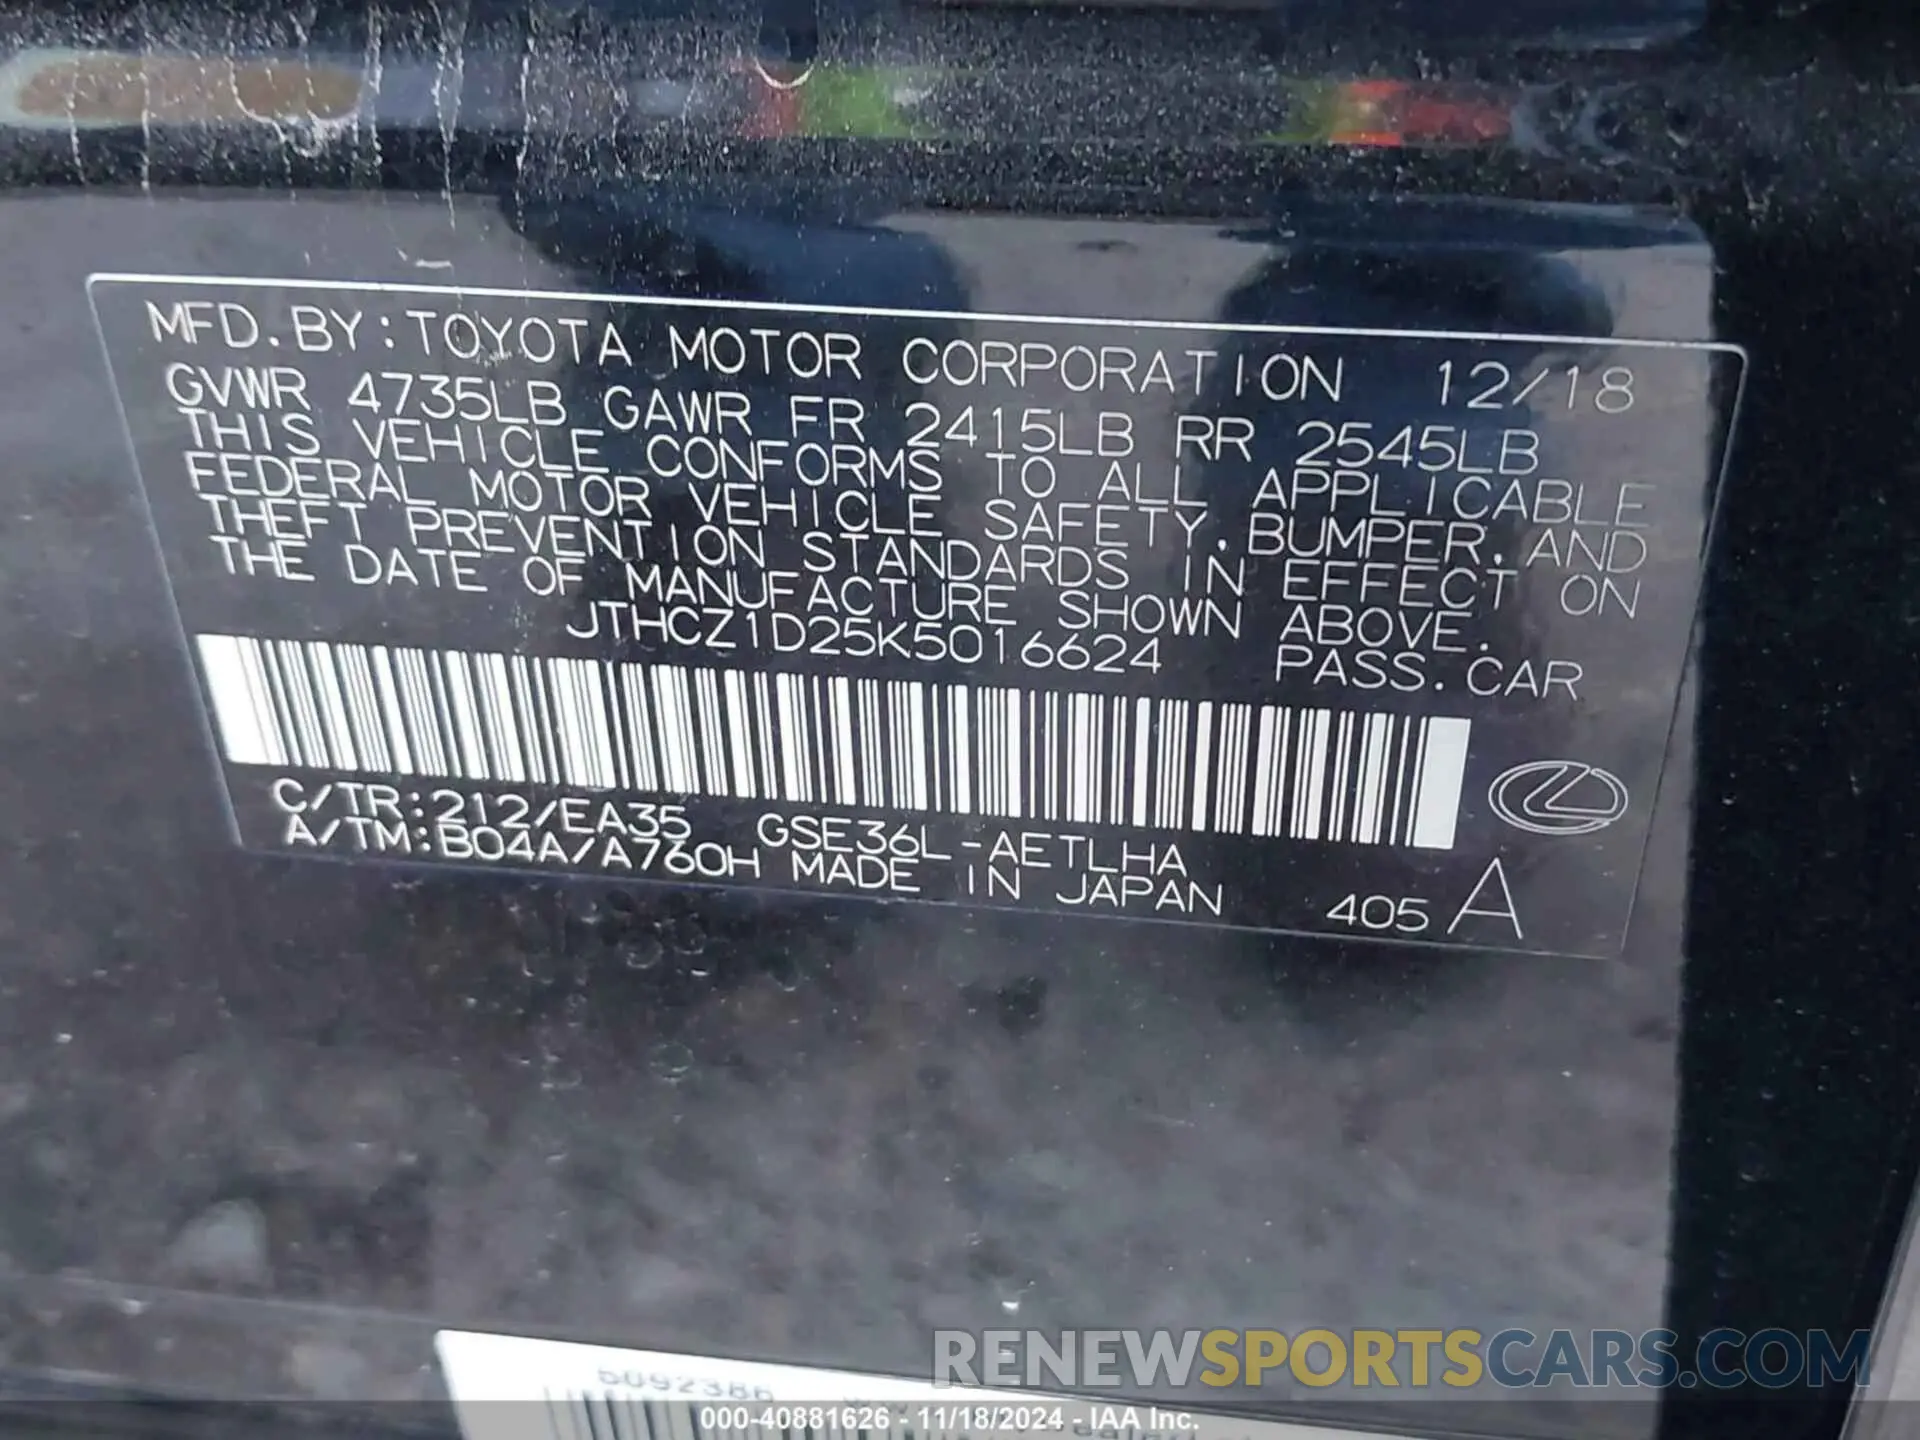 MFD.BY:TOYOTA MOTOR CORPORATION 12/18
GVWR 4735LB GAWR FR 2415LB RR 2545LB
THIS VEHICLE CONFORMS TO ALL APPLICABLE
FEDERAL MOTOR VEHICLE SAFETY,BUMPER,AND
THEFT PREVENTION STANDARDS IN EFFECT ON
THE DATE OF MANUFACTURE SHOWN ABOVE.
JTHCZ1D25K5016624 PASS.CAR
C/TR:212/EA35 GSE36L-AETLHA
A/TM:B04A/A760H MADE IN JAPAN 405 A
RENEWSPORTSCARS.COM
5092386
000-40881626 - 11/18/2024 - IAA Inc.